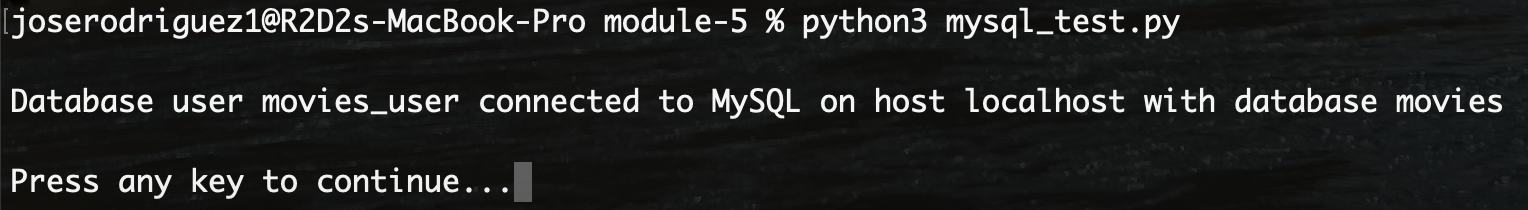 [joserodriguez1@R2D2s-MacBook-Pro module-5 % python3 mysql_test.py
Database user movies_user connected to MySQL on host localhost with database movies
Press any key to continue...